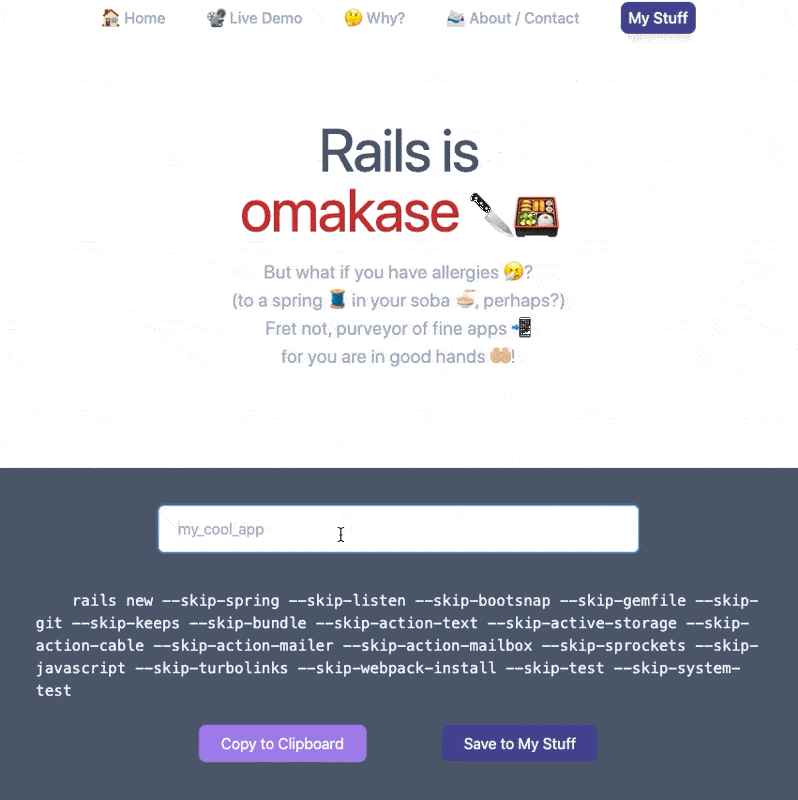 🏠 Home 📽️ Live Demo 🤔 Why? 📨 About / Contact My Stuff
Rails is
omakase 🔪🍱
But what if you have allergies 🤧?
(to a spring 🧵 in your soba 🍜, perhaps?)
Fret not, purveyor of fine apps 📲
for you are in good hands 🤲🏼!
my_cool_app
rails new --skip-spring --skip-listen --skip-bootsnap --skip-gemfile --skip-
git --skip-keeps --skip-bundle --skip-action-text --skip-active-storage --skip-
action-cable --skip-action-mailer --skip-action-mailbox --skip-sprockets --skip-
javascript --skip-turbolinks --skip-webpack-install --skip-test --skip-system-
test
Copy to Clipboard Save to My Stuff